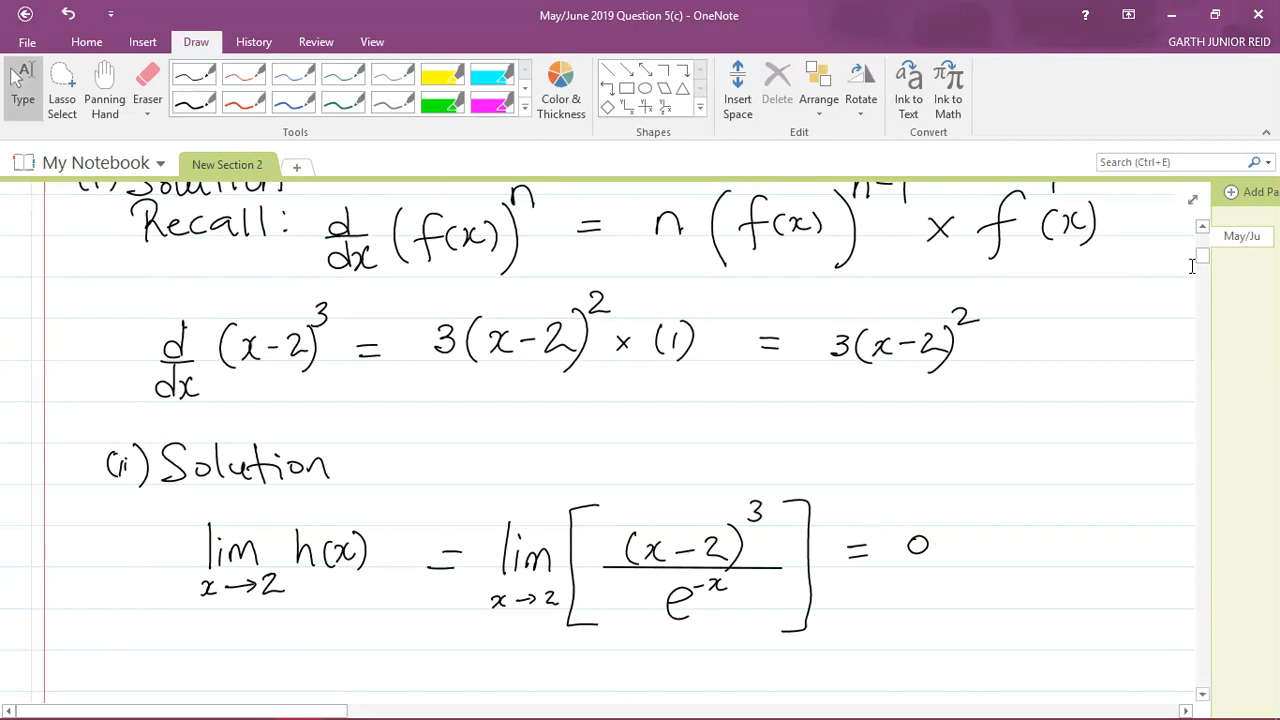 May/June 2019 Question 5(c) - OneNote
File Home Insert Draw History Review View
GARTH JUNIOR REID
Type
Lasso Select
Panning Hand
Eraser
Color & Thickness
Insert Space
Delete
Arrange
Rotate
Ink to Text
Ink to Math
Tools Shapes Edit Convert
My Notebook New Section 2 + Search (Ctrl+E)
Add Pa
May/Ju
(i) Solution
Recall: d/dx (f(x))^n = n (f(x))^(n-1) × f'(x)
d/dx (x-2)^3 = 3(x-2)^2 × (1) = 3(x-2)^2
(ii) Solution
lim x→2 h(x) = lim x→2 [ (x-2)^3 / e^-x ] = 0